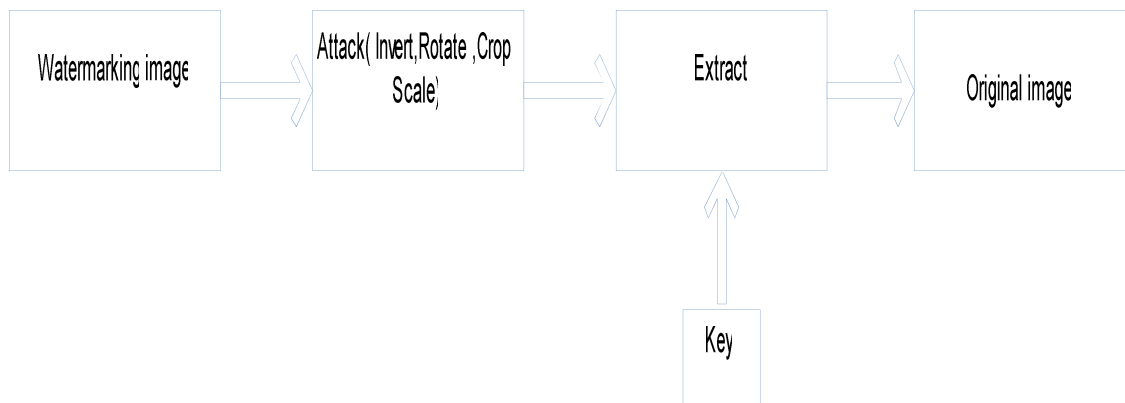 Watermarking image
Attack( Invert,Rotate ,Crop
Scale)
Extract
Original image
Key